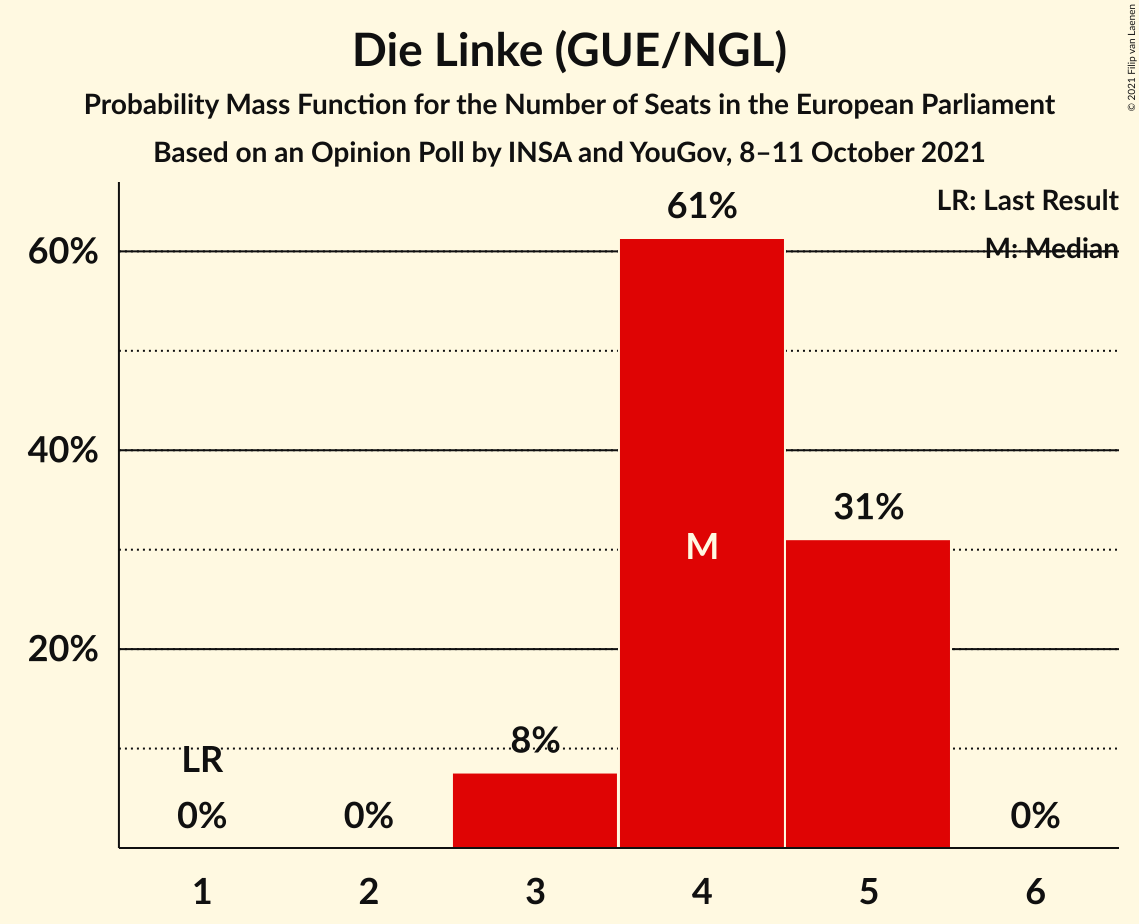 Die Linke (GUE/NGL)
Probability Mass Function for the Number of Seats in the European Parliament
Based on an Opinion Poll by INSA and YouGov, 8–11 October 2021
© 2021 Filip van Laenen
LR: Last Result
M: Median
60%
40%
20%
61%
M
31%
8%
LR
0%
0%
0%
1 2 3 4 5 6